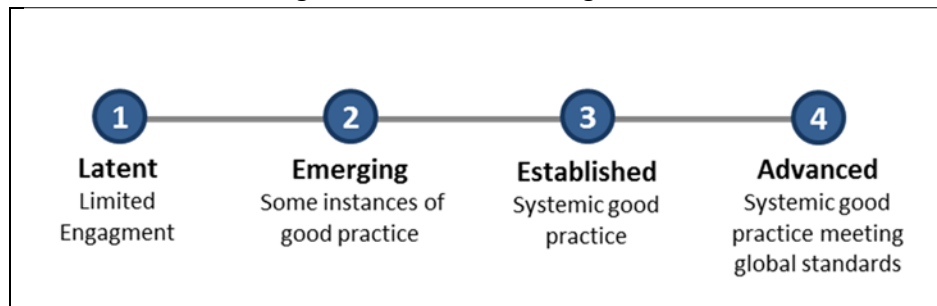 1
Latent
Limited
Engagment
2
Emerging
Some instances of
good practice
3
Established
Systemic good
practice
4
Advanced
Systemic good
practice meeting
global standards